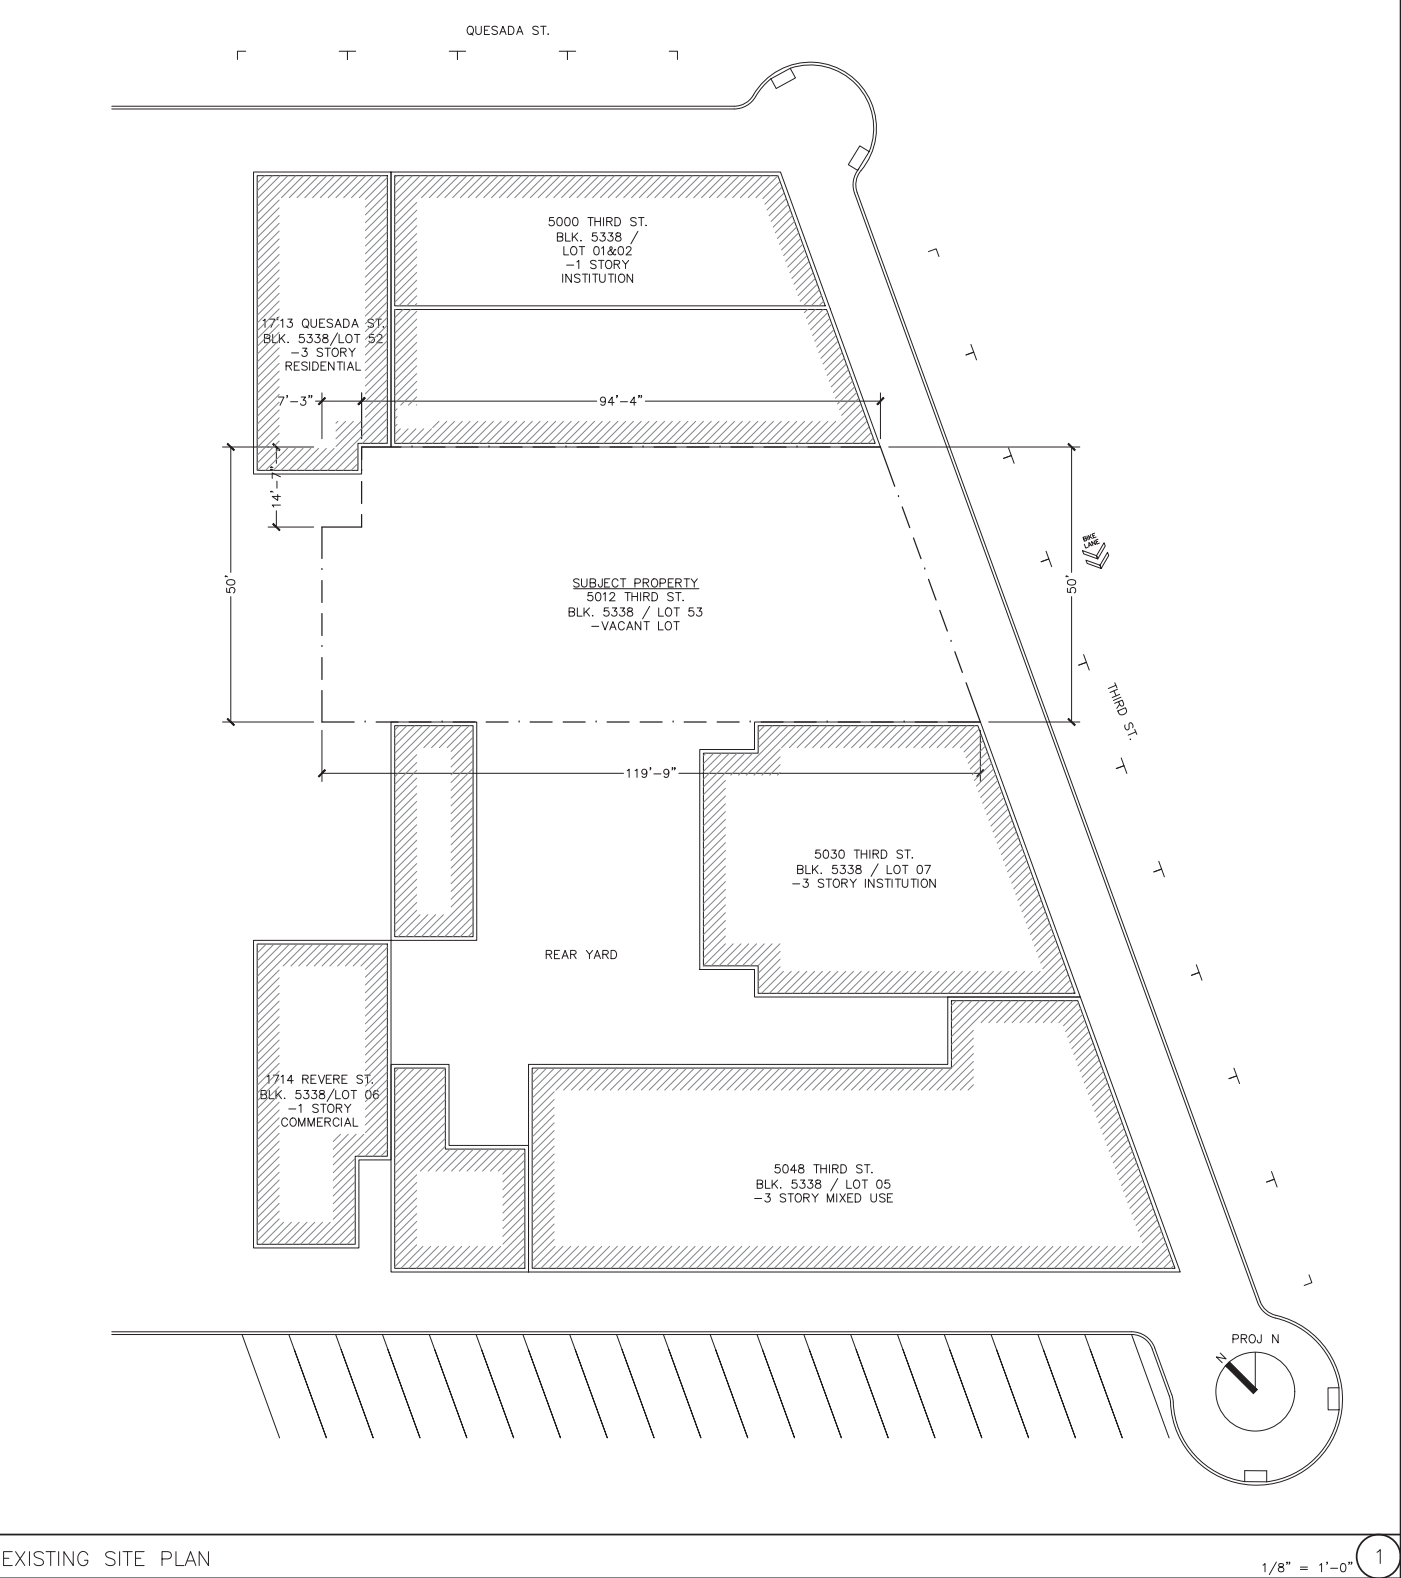 QUESADA ST.
5000 THIRD ST.
BLK. 5338 /
LOT 01&02
-1 STORY
INSTITUTION
1713 QUESADA ST.
BLK. 5338/LOT 52
-3 STORY
RESIDENTIAL
7'-3"
94'-4"
14'-7"
50'
50'
BIKE
LANE
SUBJECT PROPERTY
5012 THIRD ST.
BLK. 5338 / LOT 53
-VACANT LOT
THIRD ST.
119'-9"
5030 THIRD ST.
BLK. 5338 / LOT 07
-3 STORY INSTITUTION
REAR YARD
1714 REVERE ST.
BLK. 5338/LOT 06
-1 STORY
COMMERCIAL
5048 THIRD ST.
BLK. 5338 / LOT 05
-3 STORY MIXED USE
PROJ N
N
EXISTING SITE PLAN
1/8" = 1'-0"
1